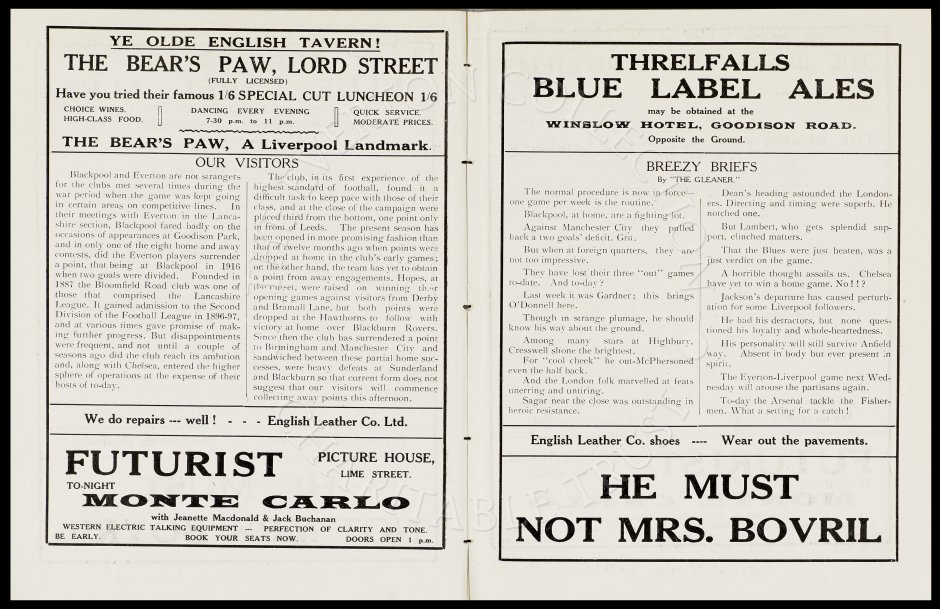 YE OLDE ENGLISH TAVERN!
THE BEAR'S PAW, LORD STREET
(FULLY LICENSED)
Have you tried their famous 1/6 SPECIAL CUT LUNCHEON 1/6
CHOICE WINES.
HIGH-CLASS FOOD.
DANCING EVERY EVENING
7-30 p.m. to 11 p.m.
QUICK SERVICE.
MODERATE PRICES.
THE BEAR'S PAW, A Liverpool Landmark.
OUR VISITORS
Blackpool and Everton are not strangers
for the clubs met several times during the
war period when the game was kept going
in certain areas on competitive lines. In
their meetings with Everton in the Lanca-
shire section, Blackpool fared badly on the
occasions of appearances at Goodison Park,
and in only one of the eight home and away
contests, did the Everton players surrender
a point, that being at Blackpool in 1916
when two goals were divided. Founded in
1887 the Bloomfield Road club was one of
those that comprised the Lancashire
League. It gained admission to the Second
Division of the Football League in 1896-97,
and at various times gave promise of mak-
ing further progress. But disappointments
were frequent, and not until a couple of
seasons ago did the club reach its ambition
and, along with Chelsea, entered the higher
sphere of operations at the expense of their
hosts of to-day.
The club, in its first experience of the
highest standard of football, found it a
difficult task to keep pace with those of their
class, and at the close of the campaign were
placed third from the bottom, one point only
in front of Leeds. The present season has
been opened in more promising fashion than
that of twelve months ago when points were
dropped at home in the club's early games;
on the other hand, the team has yet to obtain
a point from away engagements. Hopes, at
the outset, were raised on winning their
opening games against visitors from Derby
and Bramall Lane, but both points were
dropped at the Hawthorns to follow with
victory at home over Blackburn Rovers.
Since then the club has surrendered a point
to Birmingham and Manchester City and
sandwiched between these partial home suc-
cesses, were heavy defeats at Sunderland
and Blackburn so that current form does not
suggest that our visitors will commence
collecting away points this afternoon.
We do repairs --- well ! - - - English Leather Co. Ltd.
FUTURIST PICTURE HOUSE,
LIME STREET.
TO-NIGHT
MONTE CARLO
with Jeanette Macdonald & Jack Buchanan
WESTERN ELECTRIC TALKING EQUIPMENT -- PERFECTION OF CLARITY AND TONE.
BE EARLY. BOOK YOUR SEATS NOW. DOORS OPEN 1 p.m.
THRELFALLS
BLUE LABEL ALES
may be obtained at the
WINSLOW HOTEL, GOODISON ROAD.
Opposite the Ground.
BREEZY BRIEFS
By "THE GLEANER."
The normal procedure is now in force—
one game per week is the routine.
Blackpool, at home, are a fighting lot.
Against Manchester City they pulled
back a two goals' deficit. Grit.
But when at foreign quarters, they are
not too impressive.
They have lost their three "out" games
to-date. And to-day?
Last week it was Gardner; this brings
O'Donnell here.
Though in strange plumage, he should
know his way about the ground.
Among many stars at Highbury,
Cresswell shone the brightest.
For "cool cheek" he out-McPhersoned
even the half back.
And the London folk marvelled at feats
unerring and untiring.
Sagar near the close was outstanding in
heroic resistance.
Dean's heading astounded the London-
ers. Directing and timing were superb. He
notched one.
But Lambert, who gets splendid sup-
port, clinched matters.
That the Blues were just beaten, was a
just verdict on the game.
A horrible thought assails us. Chelsea
have yet to win a home game. No!!?
Jackson's departure has caused perturb-
ation for some Liverpool followers.
He had his detractors, but none ques-
tioned his loyalty and whole-heartedness.
His personality will still survive Anfield
way. Absent in body but ever present in
spirit.
The Everton-Liverpool game next Wed-
nesday will arouse the partisans again.
To-day the Arsenal tackle the Fisher-
men. What a setting for a catch !
English Leather Co. shoes ---- Wear out the pavements.
HE MUST
NOT MRS. BOVRIL
EVERTON COLLECTION
CHARITABLE TRUST